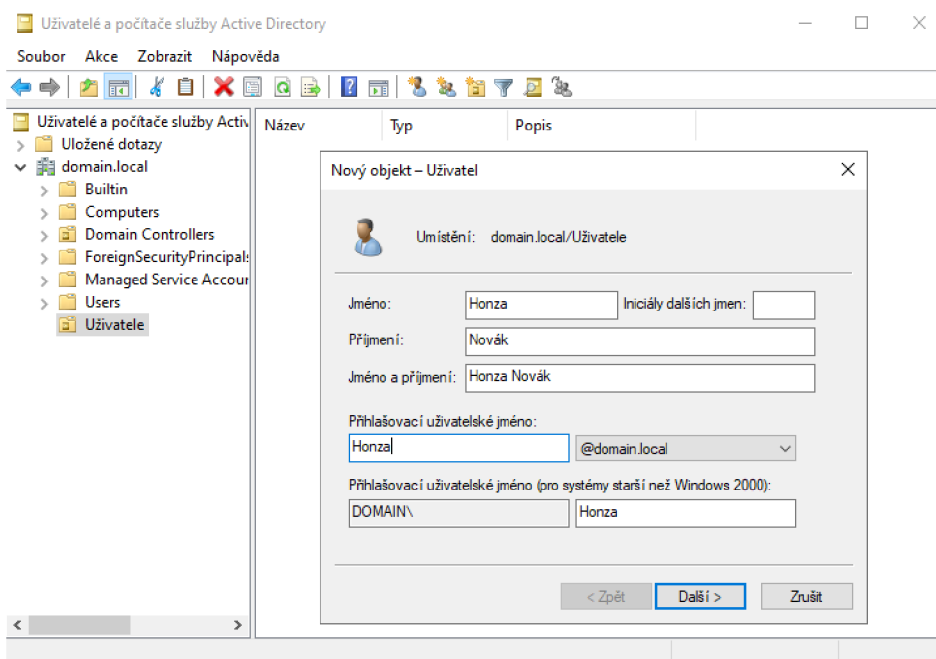 Uživatelé a počítače služby Active Directory
Soubor Akce Zobrazit Nápověda
Uživatelé a počítače služby Activ
Uložené dotazy
domain.local
Builtin
Computers
Domain Controllers
ForeignSecurityPrincipal
Managed Service Accour
Users
Uživatele
Název Typ Popis
Nový objekt – Uživatel
Umístění: domain.local/Uživatele
Jméno: Honza Iniciály dalších jmen:
Příjmení: Novák
Jméno a příjmení: Honza Novák
Přihlašovací uživatelské jméno:
Honza @domain.local
Přihlašovací uživatelské jméno (pro systémy starší než Windows 2000):
DOMAIN\ Honza
< Zpět Další > Zrušit